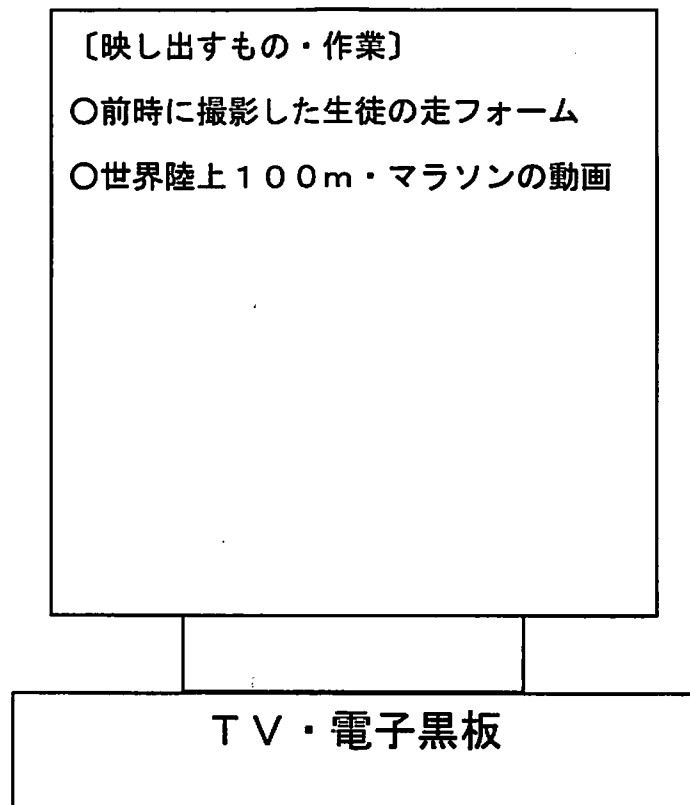 〔映し出すもの・作業〕
○前時に撮影した生徒の走フォーム
○世界陸上１００ｍ・マラソンの動画
ＴＶ・電子黒板